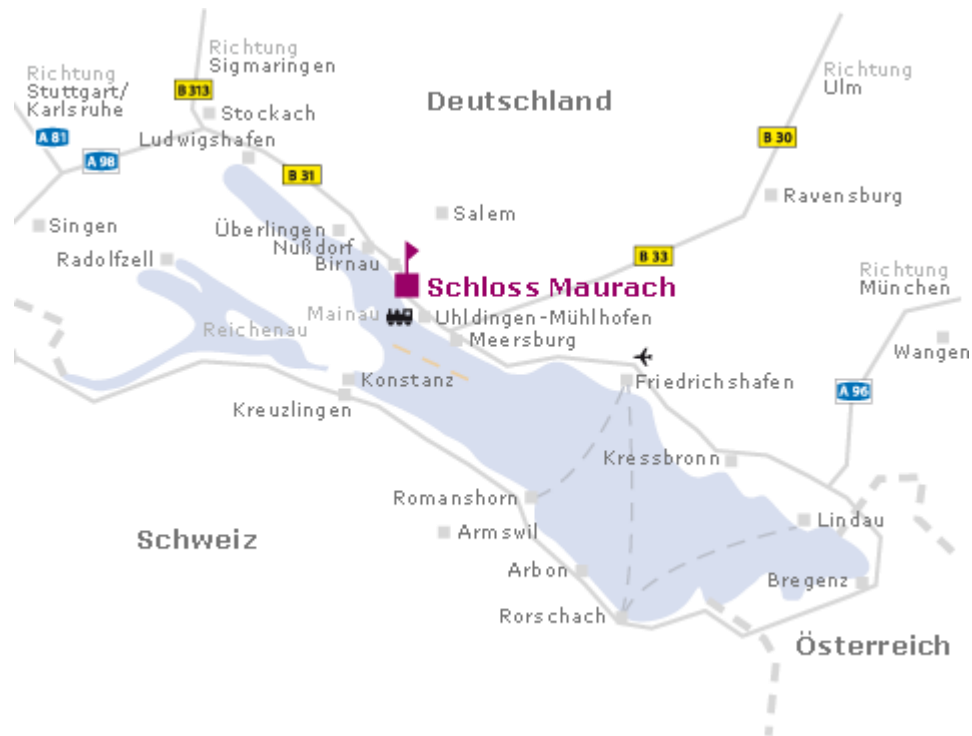 Richtung
Sigmaringen
Richtung
Stuttgart/
Karlsruhe
Richtung
Ulm
B 313
Deutschland
Stockach
A 81
B 30
Ludwigshafen
A 98
B 31
Ravensburg
Singen
Salem
Überlingen
Nußdorf
Radolfzell
Birnau
B 33
Richtung
München
Schloss Maurach
Mainau
Uhldingen-Mühlhofen
Reichenau
Meersburg
Wangen
Konstanz
Friedrichshafen
A 96
Kreuzlingen
Kressbronn
Romanshorn
Lindau
Schweiz
Armswil
Arbon
Bregenz
Rorschach
Österreich